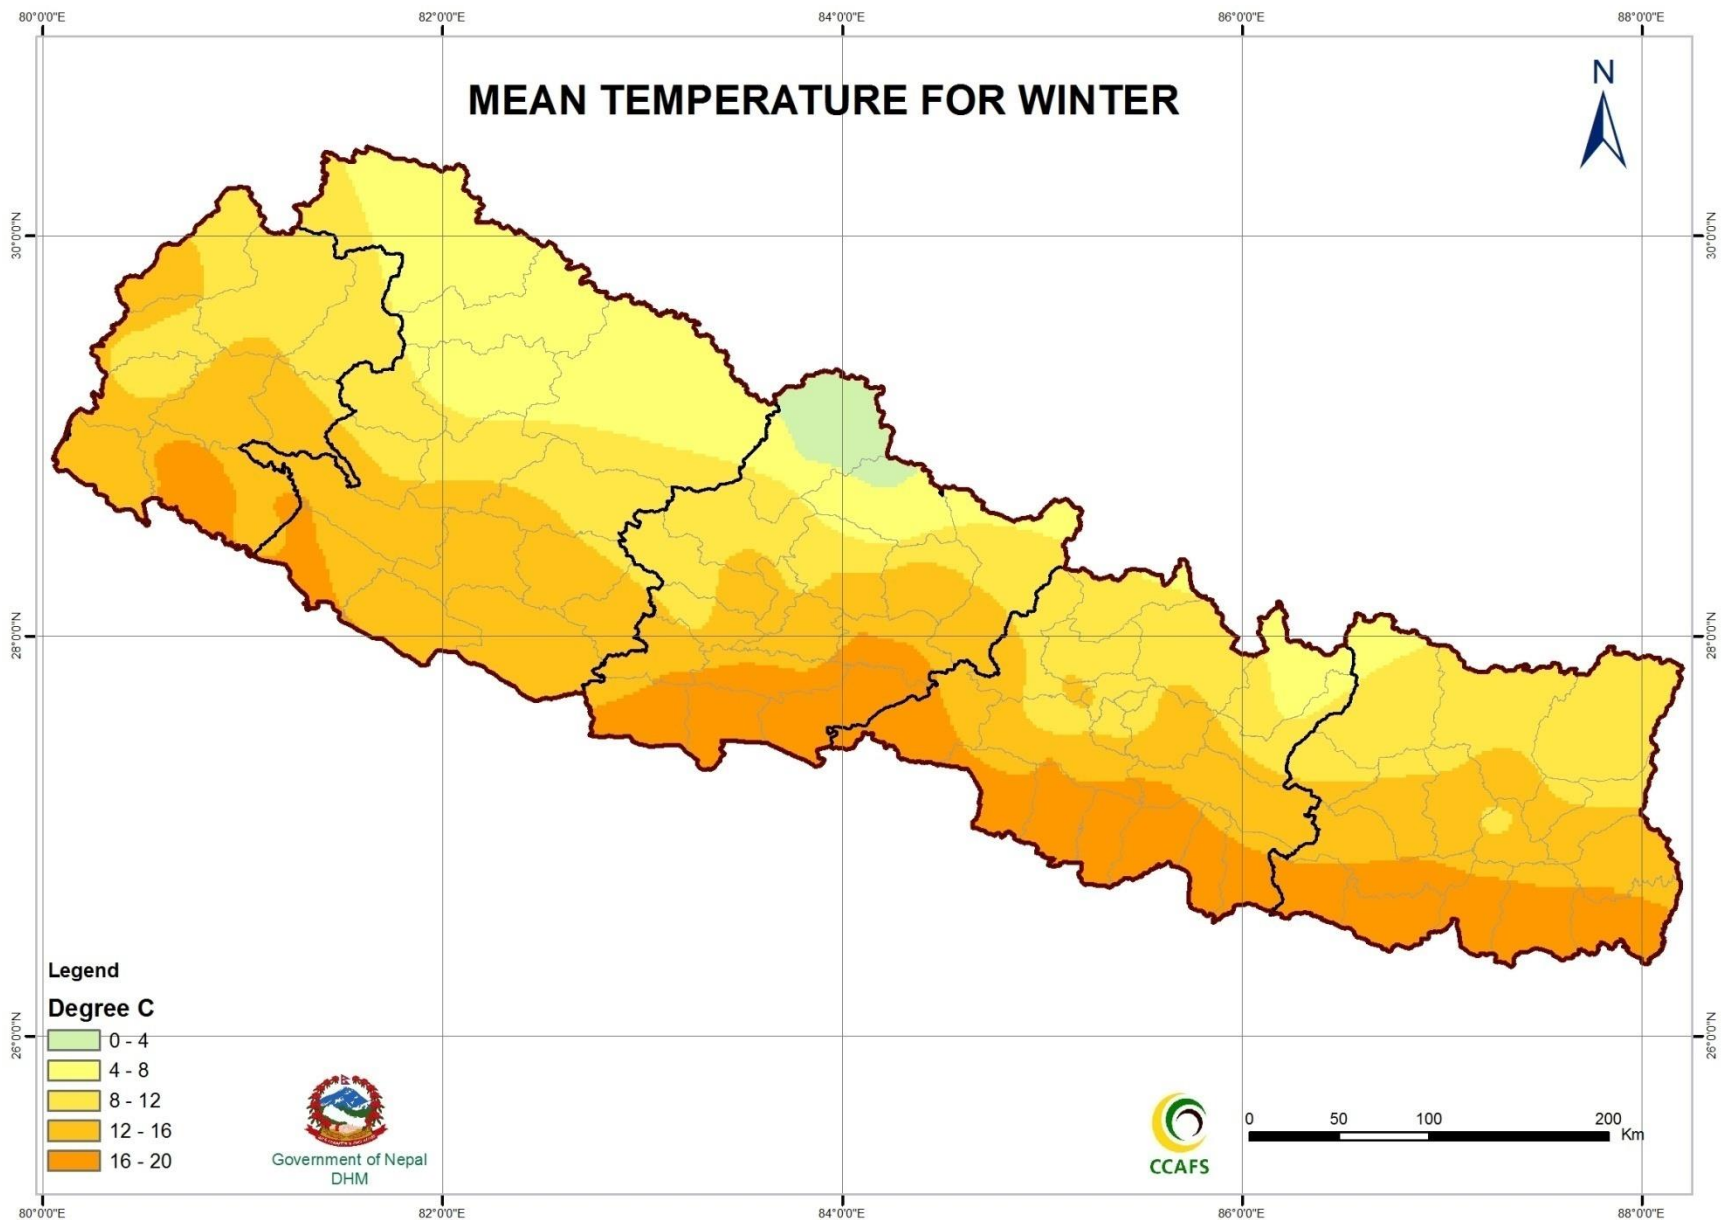 80°0'0"E 82°0'0"E 84°0'0"E 86°0'0"E 88°0'0"E
MEAN TEMPERATURE FOR WINTER
N
30°0'0"N 30°0'0"N
28°0'0"N 28°0'0"N
26°0'0"N 26°0'0"N
Legend
Degree C
0 - 4
4 - 8
8 - 12
12 - 16
16 - 20
Government of Nepal
DHM
CCAFS
0 50 100 200
Km
80°0'0"E 82°0'0"E 84°0'0"E 86°0'0"E 88°0'0"E